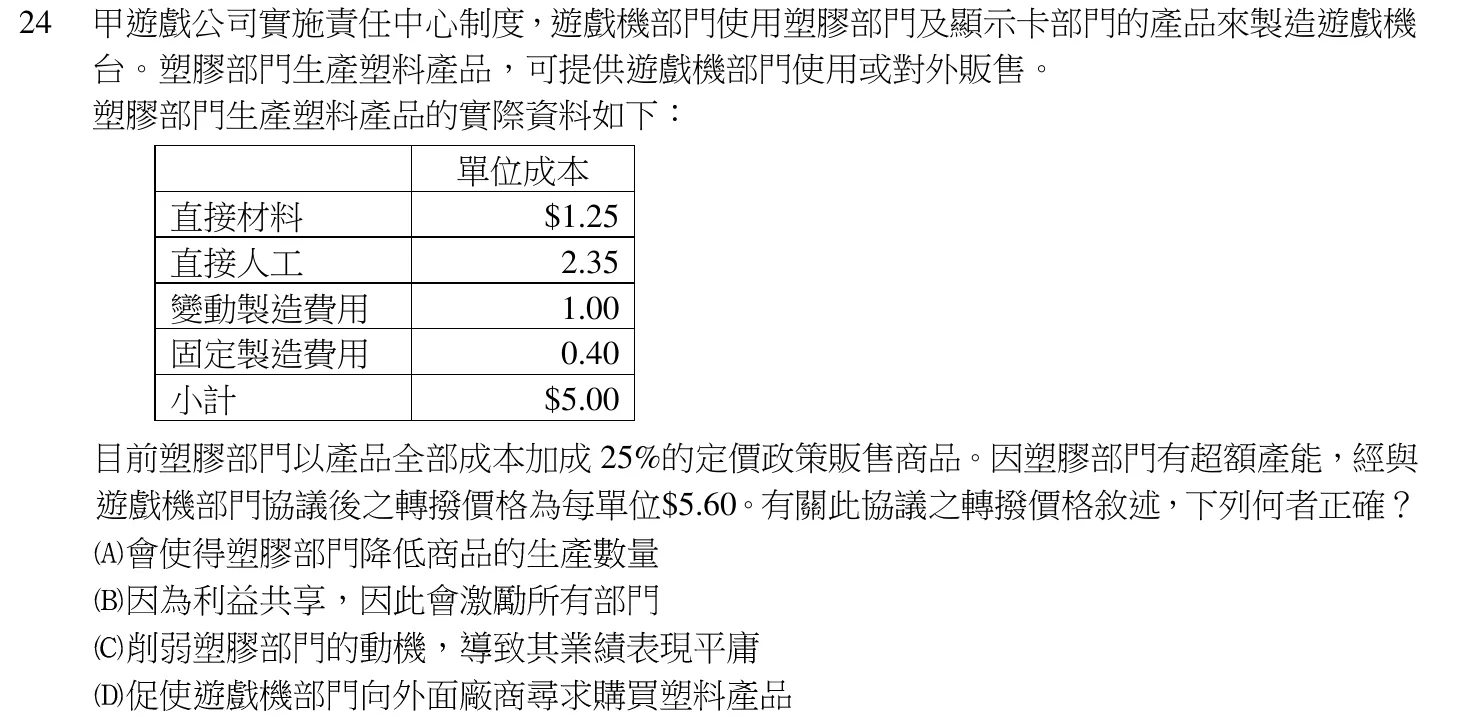 24 甲遊戲公司實施責任中心制度，遊戲機部門使用塑膠部門及顯示卡部門的產品來製造遊戲機
台。塑膠部門生產塑料產品，可提供遊戲機部門使用或對外販售。
塑膠部門生產塑料產品的實際資料如下：
單位成本
直接材料 $1.25
直接人工 2.35
變動製造費用 1.00
固定製造費用 0.40
小計 $5.00
目前塑膠部門以產品全部成本加成 25%的定價政策販售商品。因塑膠部門有超額產能，經與
遊戲機部門協議後之轉撥價格為每單位$5.60。有關此協議之轉撥價格敘述，下列何者正確？
(A)會使得塑膠部門降低商品的生產數量
(B)因為利益共享，因此會激勵所有部門
(C)削弱塑膠部門的動機，導致其業績表現平庸
(D)促使遊戲機部門向外面廠商尋求購買塑料產品